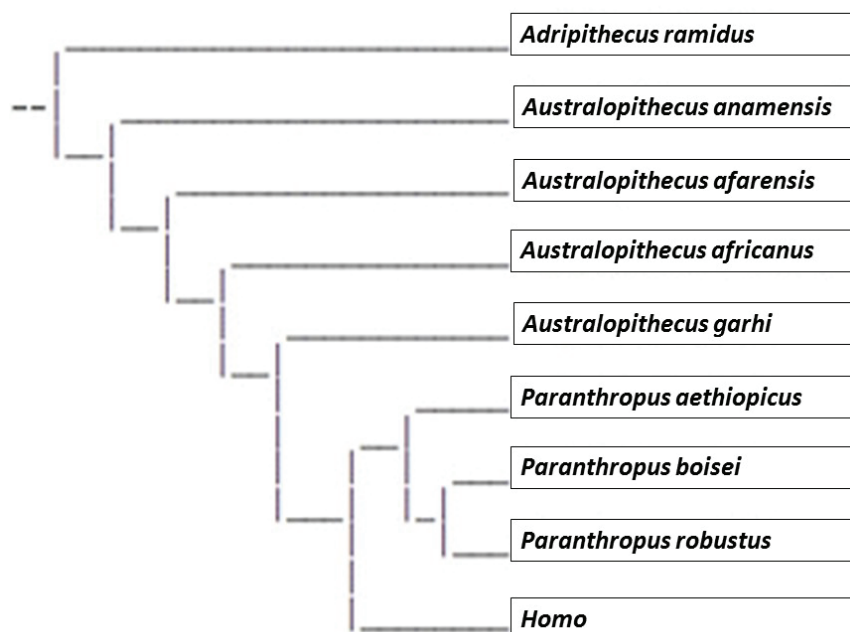 Adripithecus ramidus
Australopithecus anamensis
Australopithecus afarensis
Australopithecus africanus
Australopithecus garhi
Paranthropus aethiopicus
Paranthropus boisei
Paranthropus robustus
Homo